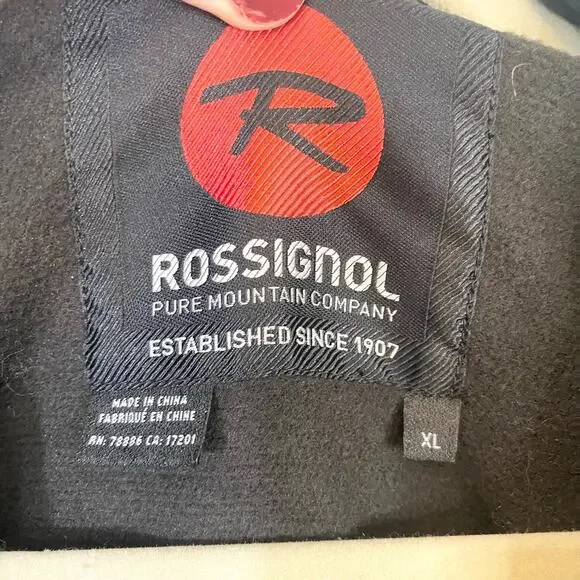 R
ROSSIGNOL
PURE MOUNTAIN COMPANY
ESTABLISHED SINCE 1907
MADE IN CHINA
FABRIQUÉ EN CHINE
RN: 78886 CA: 17201
XL